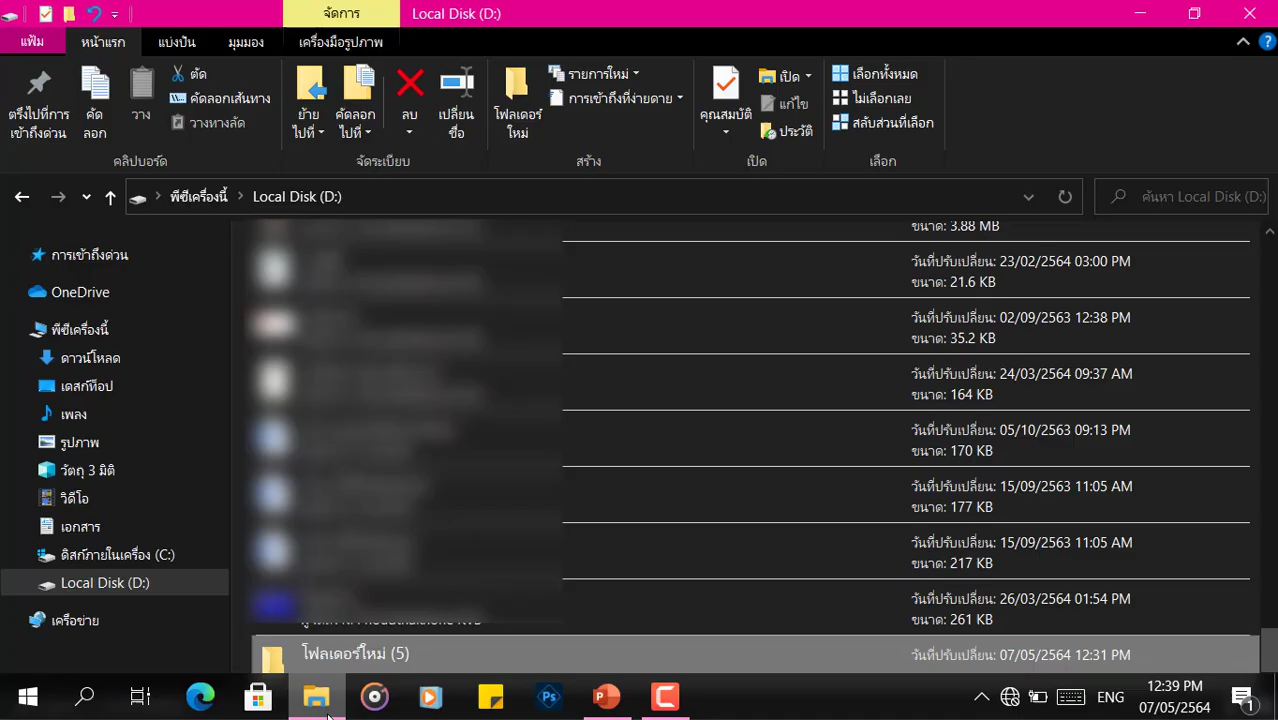 จัดการ
Local Disk (D:)
แฟ้ม
หน้าแรก
แบ่งปัน
มุมมอง
เครื่องมือรูปภาพ
ตรึงไปที่การ
เข้าถึงด่วน
คัด
ลอก
วาง
ตัด
คัดลอกเส้นทาง
วางทางลัด
ย้าย
ไปที่
คัดลอก
ไปที่
ลบ
เปลี่ยน
ชื่อ
โฟลเดอร์
ใหม่
รายการใหม่
การเข้าถึงที่ง่ายดาย
คุณสมบัติ
เปิด
แก้ไข
ประวัติ
เลือกทั้งหมด
ไม่เลือกเลย
สลับส่วนที่เลือก
คลิปบอร์ด
จัดระเบียบ
สร้าง
เปิด
เลือก
พีซีเครื่องนี้
Local Disk (D:)
ค้นหา Local Disk (D:)
การเข้าถึงด่วน
OneDrive
พีซีเครื่องนี้
ดาวน์โหลด
เดสก์ท็อป
เพลง
รูปภาพ
วัตถุ 3 มิติ
วิดีโอ
เอกสาร
ดิสก์ภายในเครื่อง (C:)
Local Disk (D:)
เครือข่าย
ขนาด: 3.88 MB
วันที่ปรับเปลี่ยน: 23/02/2564 03:00 PM
ขนาด: 21.6 KB
วันที่ปรับเปลี่ยน: 02/09/2563 12:38 PM
ขนาด: 35.2 KB
วันที่ปรับเปลี่ยน: 24/03/2564 09:37 AM
ขนาด: 164 KB
วันที่ปรับเปลี่ยน: 05/10/2563 09:13 PM
ขนาด: 170 KB
วันที่ปรับเปลี่ยน: 15/09/2563 11:05 AM
ขนาด: 177 KB
วันที่ปรับเปลี่ยน: 15/09/2563 11:05 AM
ขนาด: 217 KB
วันที่ปรับเปลี่ยน: 26/03/2564 01:54 PM
ขนาด: 261 KB
โฟลเดอร์ใหม่ (5)
วันที่ปรับเปลี่ยน: 07/05/2564 12:31 PM
Ps
P
C
ENG
12:39 PM
07/05/2564
1